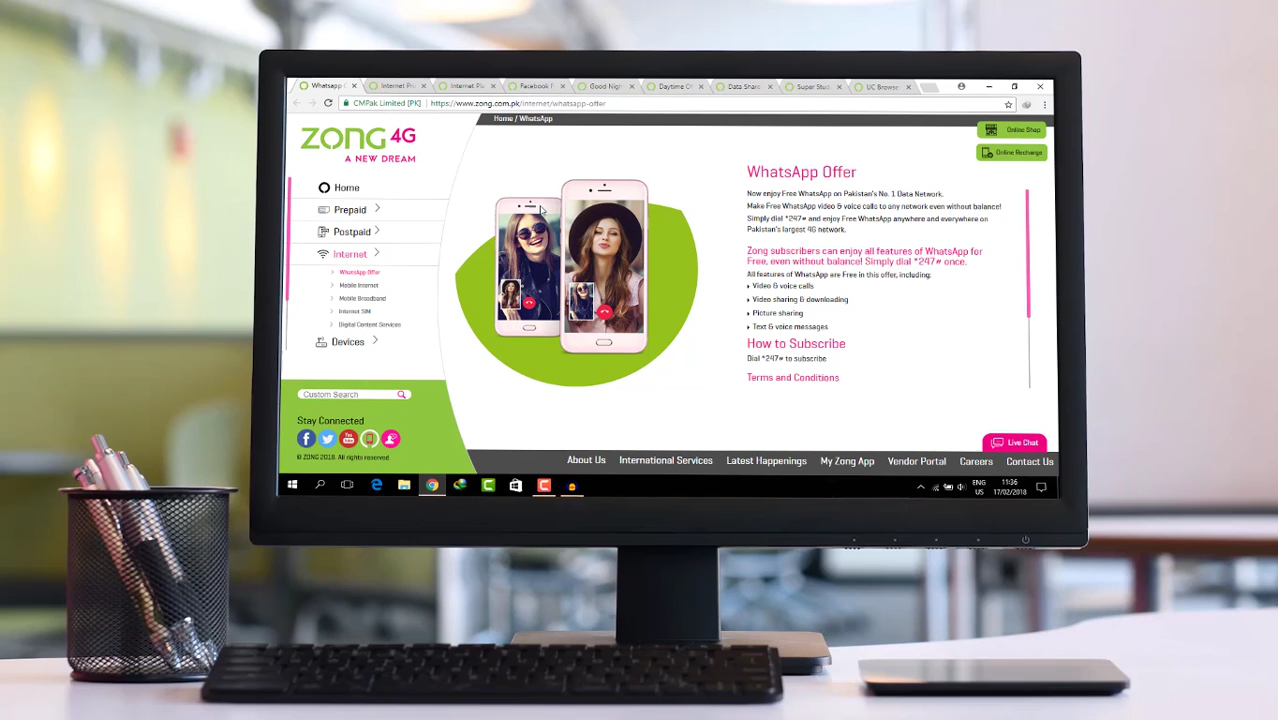 Whatsapp
Internet Pl
Facebook
Good Nigh
Daytime Of
Data Share
Super Stud
UC Browse
CMPak Limited [PK]
https://www.zong.com.pk/internet/whatsapp-offer
Home / WhatsApp
ZONG 4G
A NEW DREAM
Online Shop
Online Recharge
Home
Prepaid
Postpaid
Internet
WhatsApp Offer
Mobile Internet
Mobile Broadband
Internet SIM
Digital Content Services
Devices
WhatsApp Offer
Now enjoy Free WhatsApp on Pakistan's No. 1 Data Network.
Make Free WhatsApp video & voice calls to any network even without balance!
Simply dial *247# and enjoy Free WhatsApp anywhere and everywhere on
Pakistan's largest 4G network.
Zong subscribers can enjoy all features of WhatsApp for
Free, even without balance! Simply dial *247# once.
All features of WhatsApp are Free in this offer, including:
Video & voice calls
Video sharing & downloading
Picture sharing
Text & voice messages
How to Subscribe
Dial *247# to subscribe
Terms and Conditions
Custom Search
Stay Connected
© ZONG 2018. All rights reserved.
Live Chat
About Us
International Services
Latest Happenings
My Zong App
Vendor Portal
Careers
Contact Us
ENG
US
11:36
17/02/2018